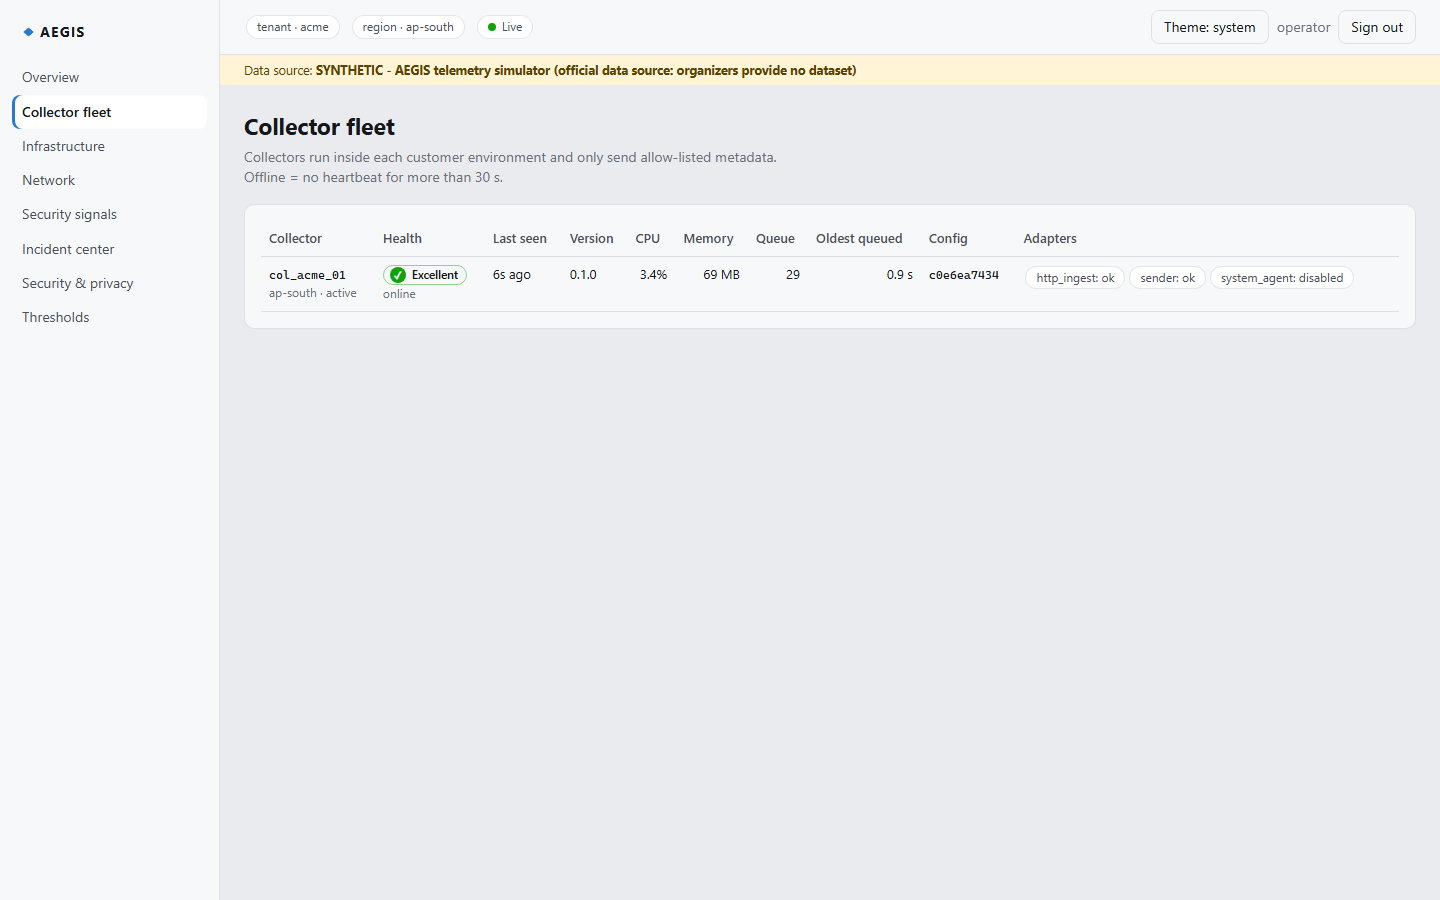 AEGIS
Overview
Collector fleet
Infrastructure
Network
Security signals
Incident center
Security & privacy
Thresholds
tenant · acme
region · ap-south
Live
Theme: system
operator
Sign out
Data source: SYNTHETIC - AEGIS telemetry simulator (official data source: organizers provide no dataset)
Collector fleet
Collectors run inside each customer environment and only send allow-listed metadata.
Offline = no heartbeat for more than 30 s.
Collector Health Last seen Version CPU Memory Queue Oldest queued Config Adapters
col_acme_01 Excellent 6s ago 0.1.0 3.4% 69 MB 29 0.9 s c0e6ea7434 http_ingest: ok sender: ok system_agent: disabled
ap-south · active online